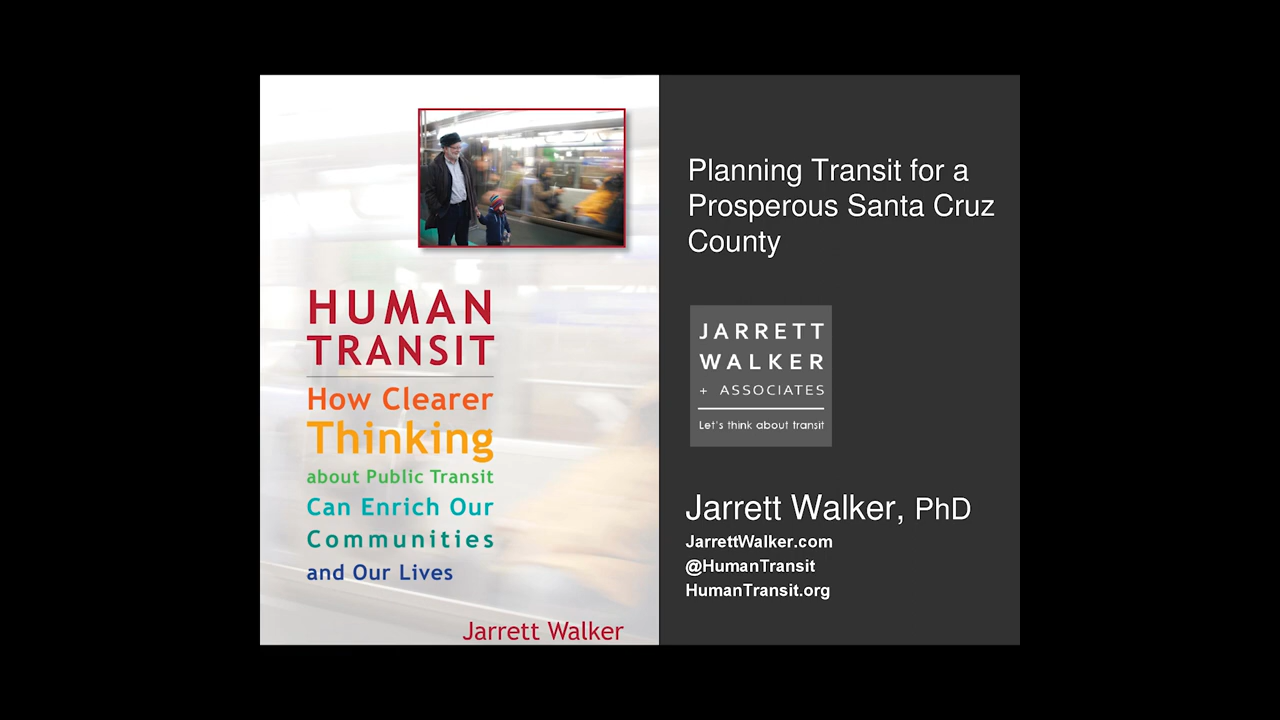 HUMAN
TRANSIT
How Clearer
Thinking
about Public Transit
Can Enrich Our
Communities
and Our Lives
Jarrett Walker
Planning Transit for a
Prosperous Santa Cruz
County
JARRETT
WALKER
+ ASSOCIATES
Let's think about transit
Jarrett Walker, PhD
JarrettWalker.com
@HumanTransit
HumanTransit.org